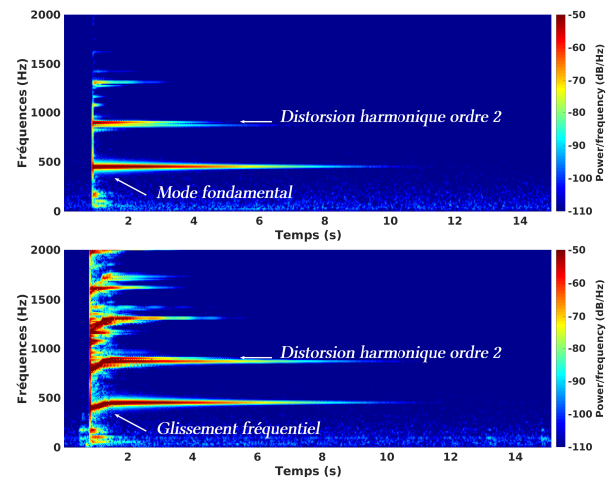 2000
1500
1000
500
0
Fréquences (Hz)
Distorsion harmonique ordre 2
Mode fondamental
2 4 6 8 10 12 14
Temps (s)
-50
-60
-70
-80
-90
-100
-110
Power/frequency (dB/Hz)
2000
1500
1000
500
0
Fréquences (Hz)
Distorsion harmonique ordre 2
Glissement fréquentiel
2 4 6 8 10 12 14
Temps (s)
-50
-60
-70
-80
-90
-100
-110
Power/frequency (dB/Hz)